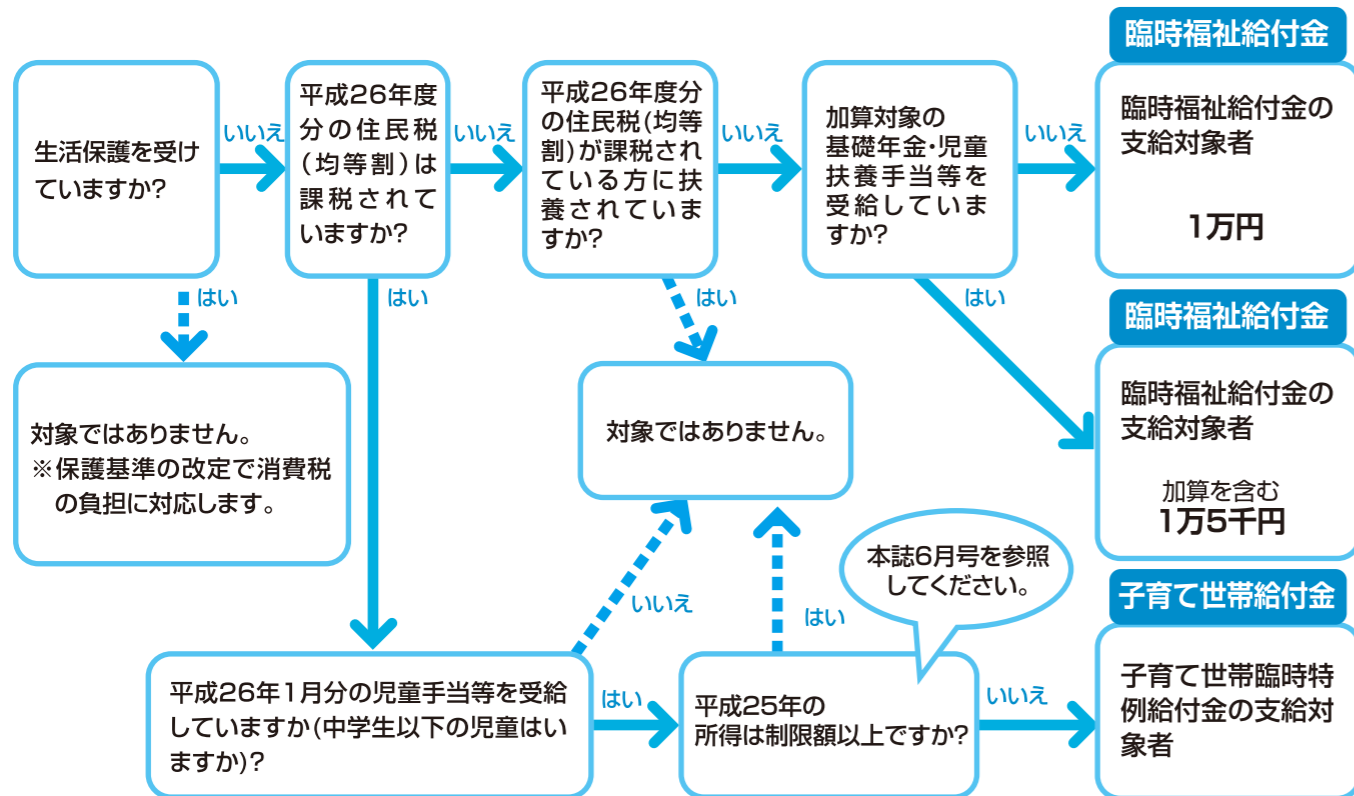 臨時福祉給付金
生活保護を受け
ていますか?
いいえ
はい
平成26年度
分の住民税
(均等割)は
課税されて
いますか?
いいえ
はい
平成26年度分
の住民税(均等
割)が課税され
ている方に扶
養されていま
すか?
いいえ
はい
加算対象の
基礎年金・児童
扶養手当等を
受給していま
すか?
いいえ
はい
臨時福祉給付金の
支給対象者
1万円
臨時福祉給付金
臨時福祉給付金の
支給対象者
加算を含む
1万5千円
対象ではありません。
※保護基準の改定で消費税
の負担に対応します。
対象ではありません。
いいえ
はい
本誌6月号を参照
してください。
平成26年1月分の児童手当等を受給
していますか(中学生以下の児童はい
ますか)?
はい
平成25年の
所得は制限額以上ですか?
いいえ
子育て世帯給付金
子育て世帯臨時特
例給付金の支給対
象者